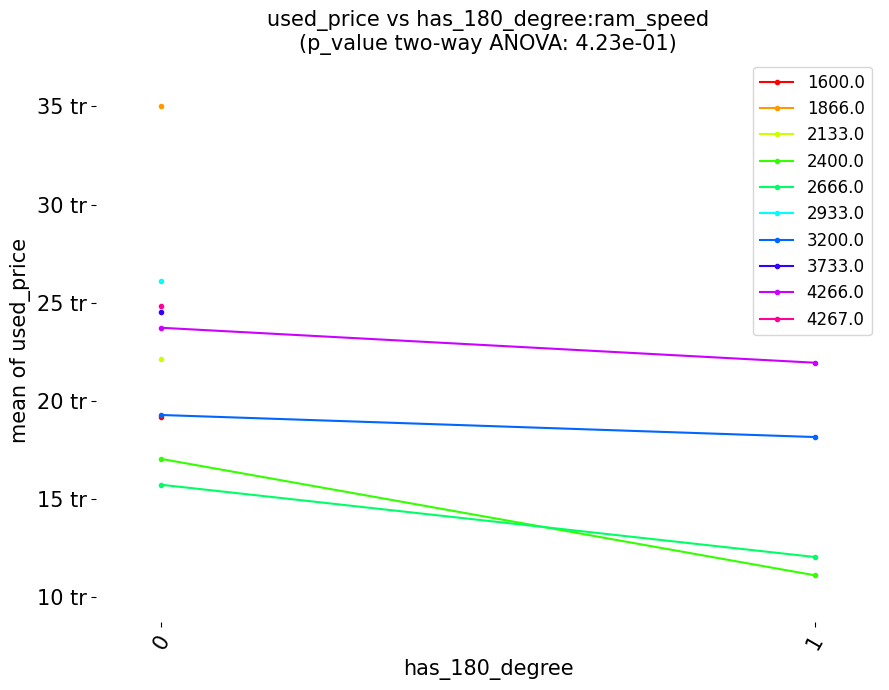 used_price vs has_180_degree:ram_speed
(p_value two-way ANOVA: 4.23e-01)
1600.0
1866.0
2133.0
2400.0
2666.0
2933.0
3200.0
3733.0
4266.0
4267.0
mean of used_price
35 tr
30 tr
25 tr
20 tr
15 tr
10 tr
0
1
has_180_degree